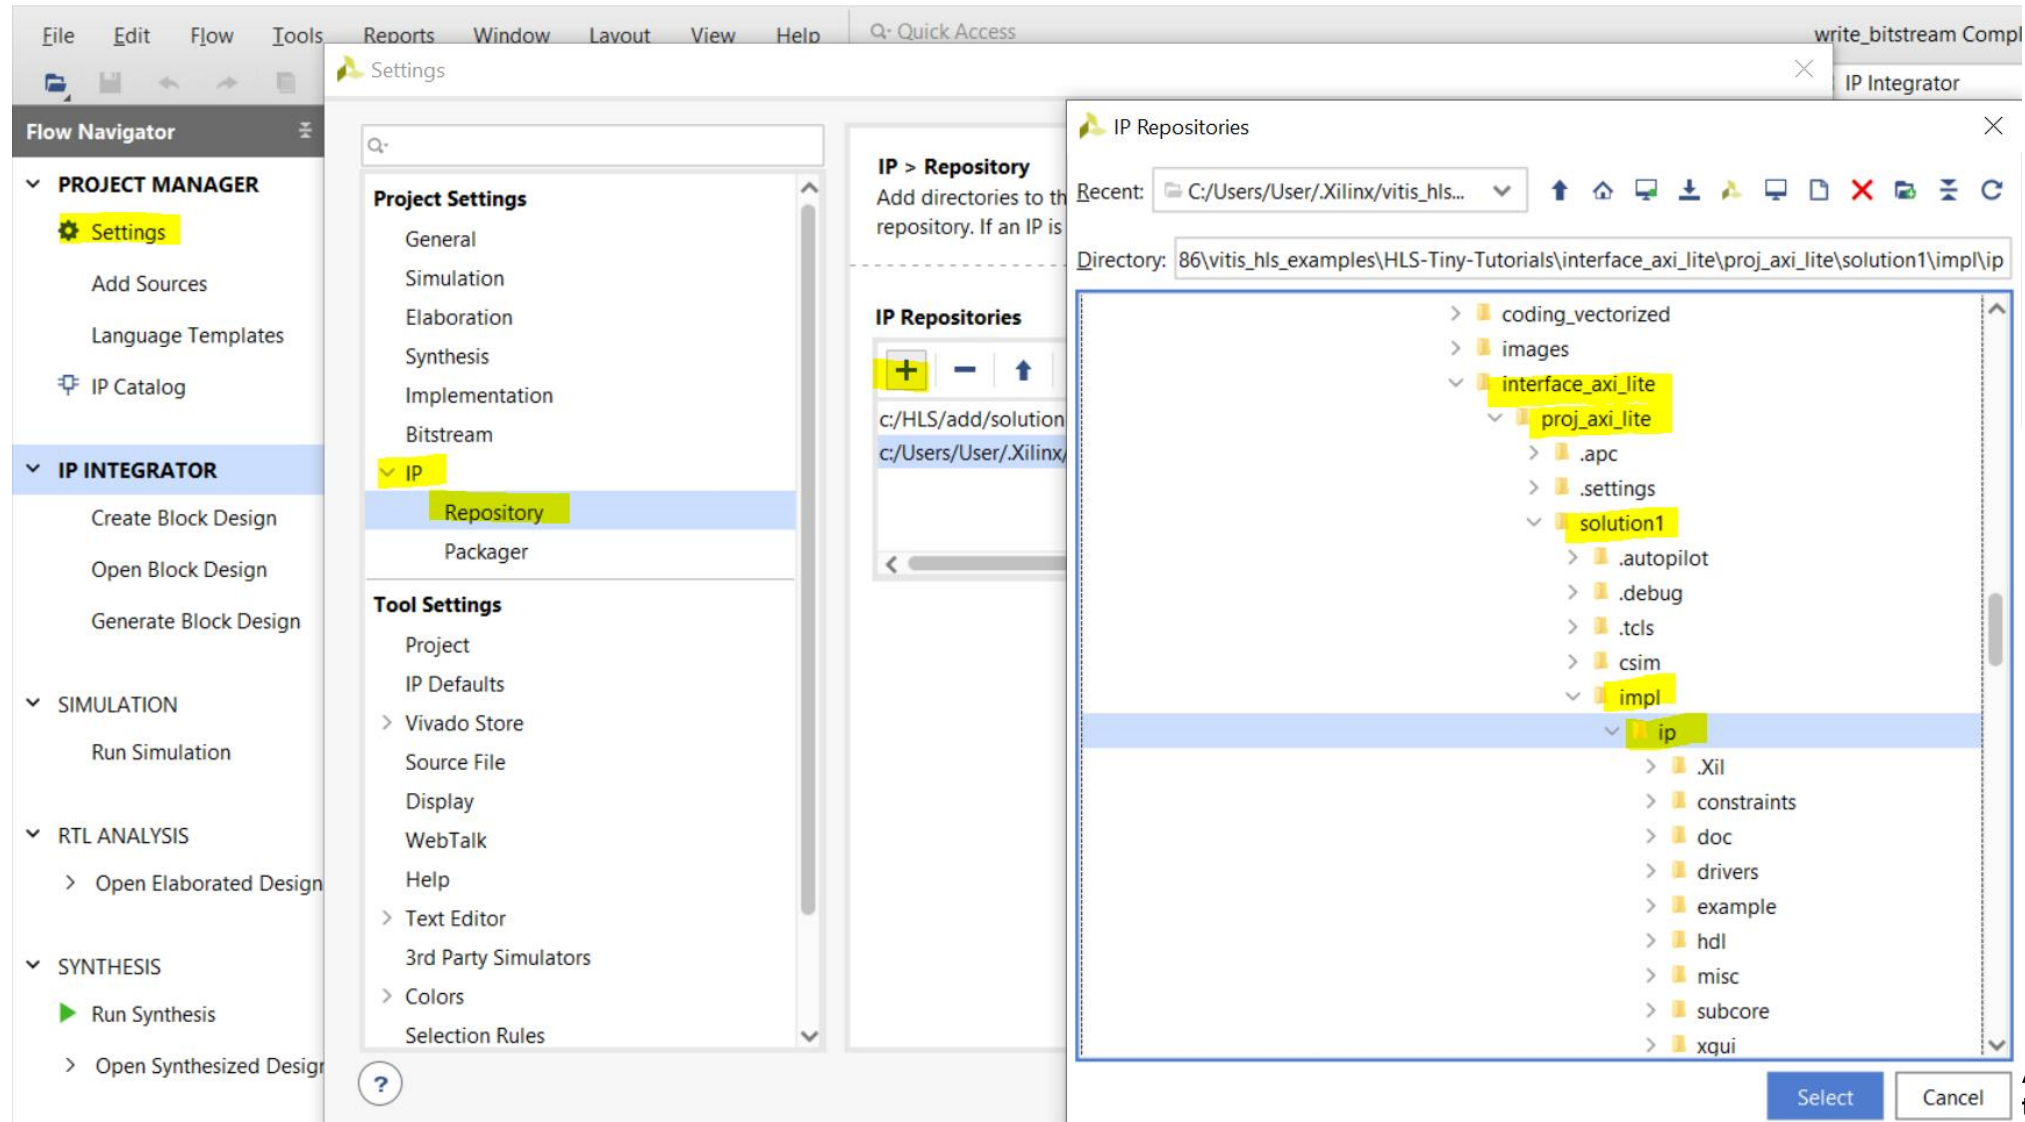 File Edit Flow Tools Reports Window Layout View Help Quick Access
write_bitstream Compl
IP Integrator
Flow Navigator
PROJECT MANAGER
Settings
Add Sources
Language Templates
IP Catalog
IP INTEGRATOR
Create Block Design
Open Block Design
Generate Block Design
SIMULATION
Run Simulation
RTL ANALYSIS
Open Elaborated Design
SYNTHESIS
Run Synthesis
Open Synthesized Desig
Settings
Project Settings
General
Simulation
Elaboration
Synthesis
Implementation
Bitstream
IP
Repository
Packager
Tool Settings
Project
IP Defaults
Vivado Store
Source File
Display
WebTalk
Help
Text Editor
3rd Party Simulators
Colors
Selection Rules
?
IP > Repository
Add directories to th
repository. If an IP is
IP Repositories
c:/HLS/add/solution
c:/Users/User/.Xilinx/
IP Repositories
Recent: C:/Users/User/.Xilinx/vitis_hls...
Directory: 86\vitis_hls_examples\HLS-Tiny-Tutorials\interface_axi_lite\proj_axi_lite\solution1\impl\ip
coding_vectorized
images
interface_axi_lite
proj_axi_lite
.apc
.settings
solution1
.autopilot
.debug
.tcls
csim
impl
ip
.Xil
constraints
doc
drivers
example
hdl
misc
subcore
xgui
Select Cancel